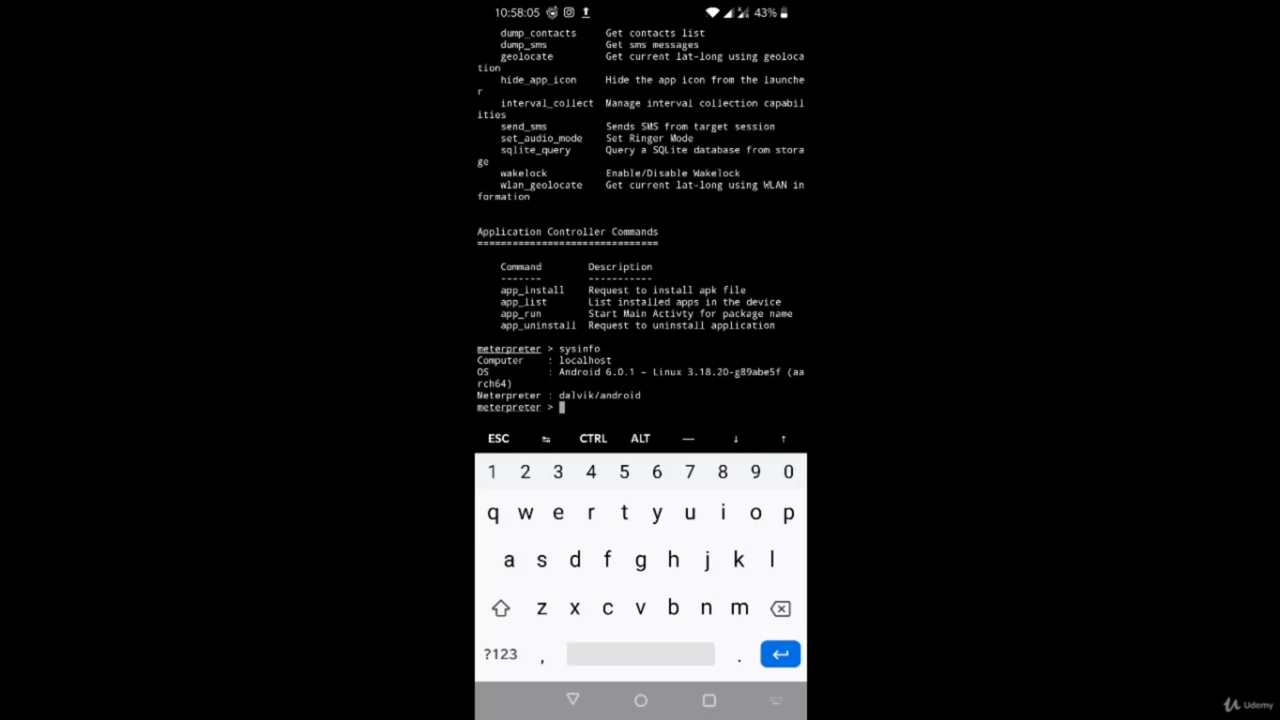 10:58:05 43%
dump_contacts Get contacts list
dump_sms Get sms messages
geolocate Get current lat-long using geoloca
tion
hide_app_icon Hide the app icon from the launche
r
interval_collect Manage interval collection capabil
ities
send_sms Sends SMS from target session
set_audio_mode Set Ringer Mode
sqlite_query Query a SQLite database from stora
ge
wakelock Enable/Disable Wakelock
wlan_geolocate Get current lat-long using WLAN in
formation
Application Controller Commands
===============================
Command Description
------- -----------
app_install Request to install apk file
app_list List installed apps in the device
app_run Start Main Activty for package name
app_uninstall Request to uninstall application
meterpreter > sysinfo
Computer : localhost
OS : Android 6.0.1 - Linux 3.18.20-g89abe5f (aa
rch64)
Meterpreter : dalvik/android
meterpreter >
ESC ⇆ CTRL ALT — ↓ ↑
1 2 3 4 5 6 7 8 9 0
q w e r t y u i o p
a s d f g h j k l
z x c v b n m
?123 , .
Udemy